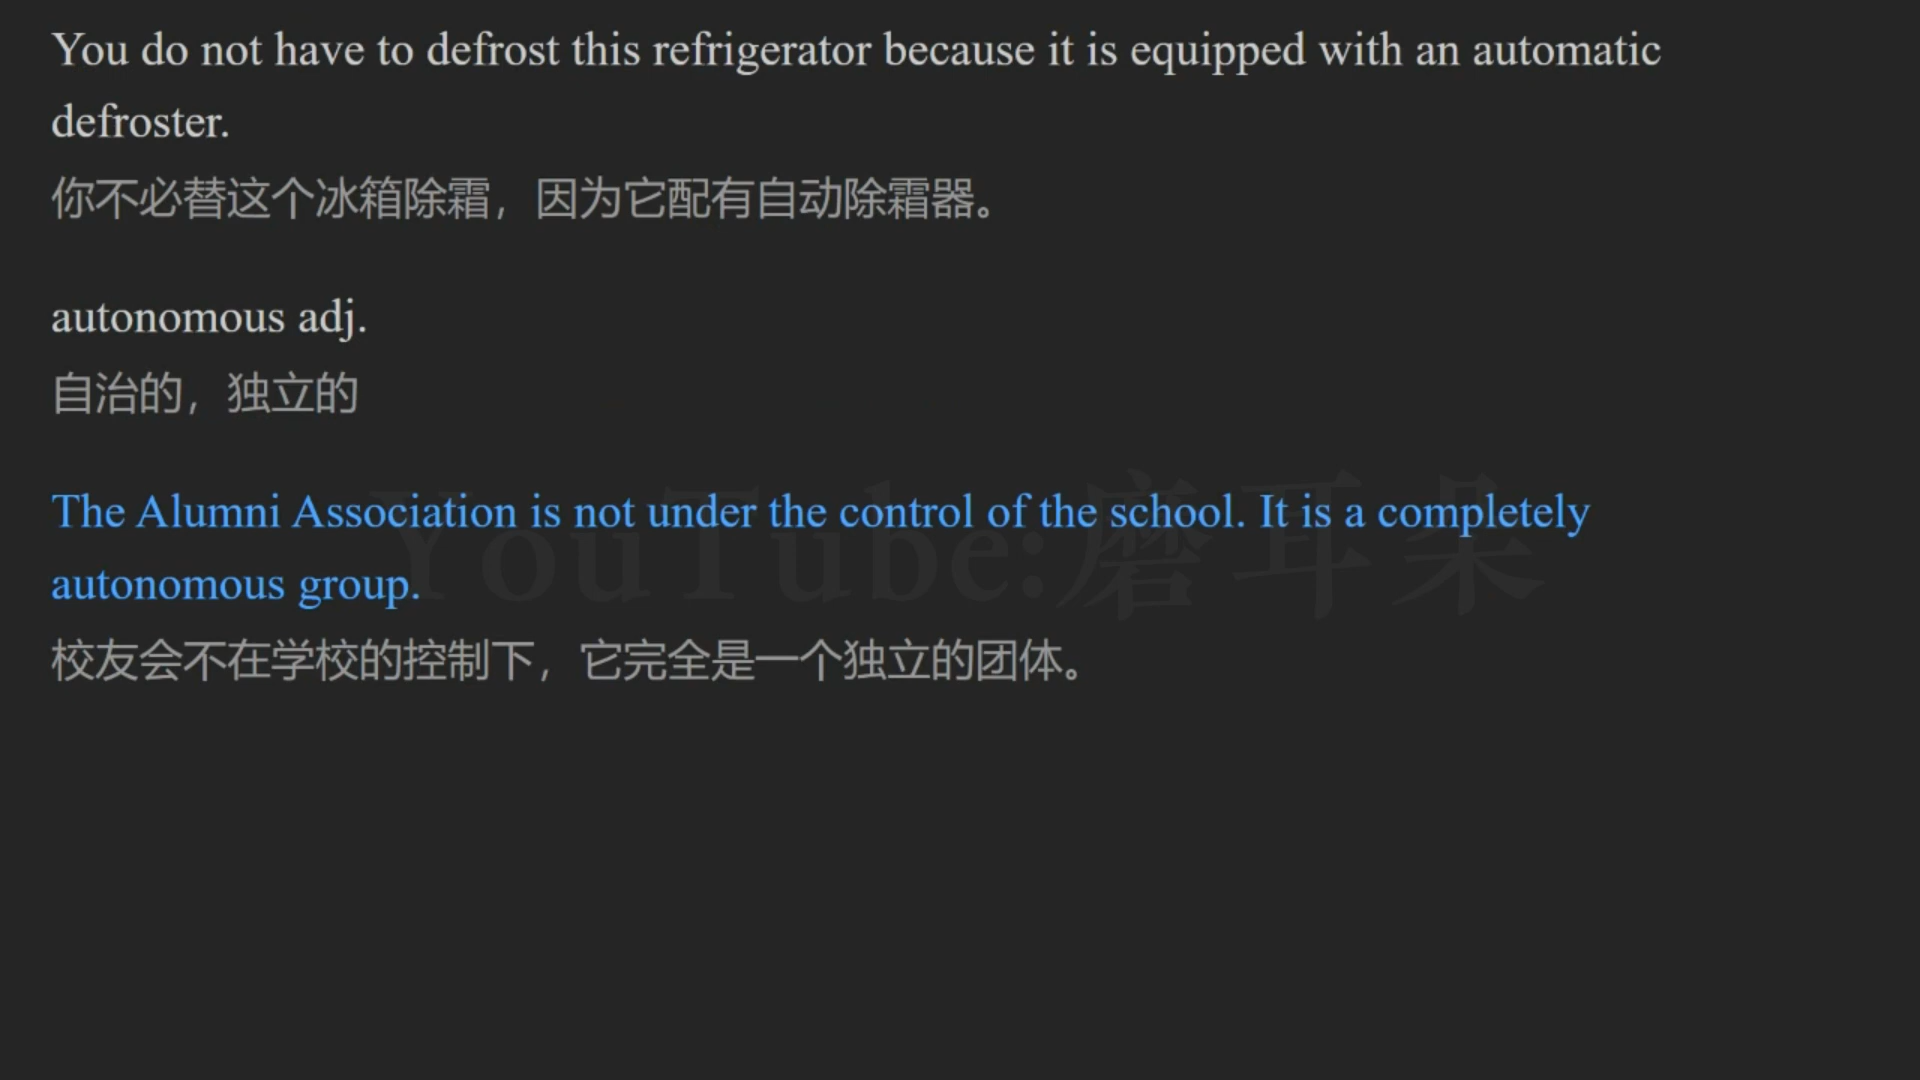 You do not have to defrost this refrigerator because it is equipped with an automatic
defroster.
你不必替这个冰箱除霜，因为它配有自动除霜器。
autonomous adj.
自治的，独立的
The Alumni Association is not under the control of the school. It is a completely
autonomous group.
校友会不在学校的控制下，它完全是一个独立的团体。
YouTube:磨耳朵